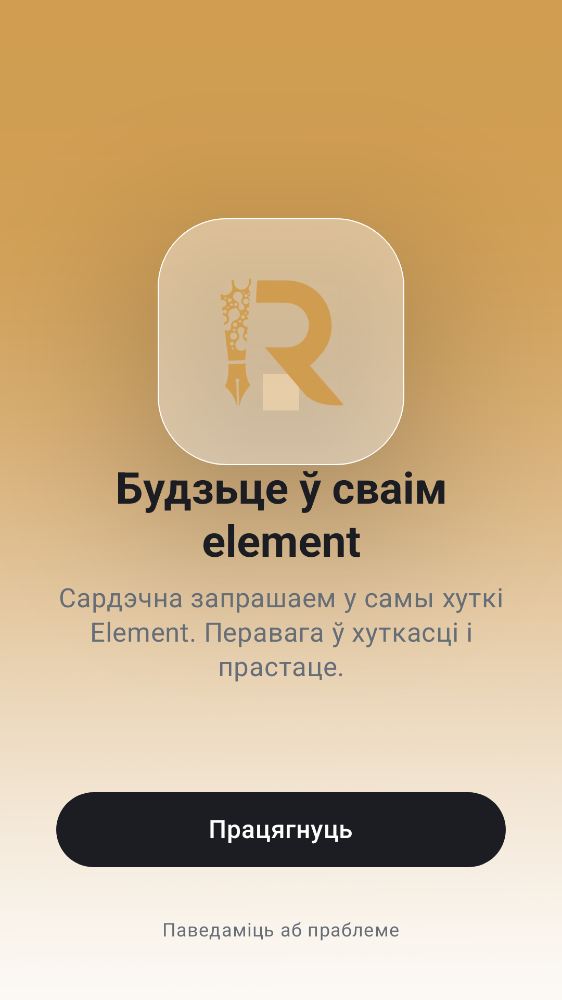 R
Будзьце ў сваім
element
Сардэчна запрашаем у самы хуткі
Element. Перавага ў хуткасці і
прастаце.
Працягнуць
Паведаміць аб праблеме